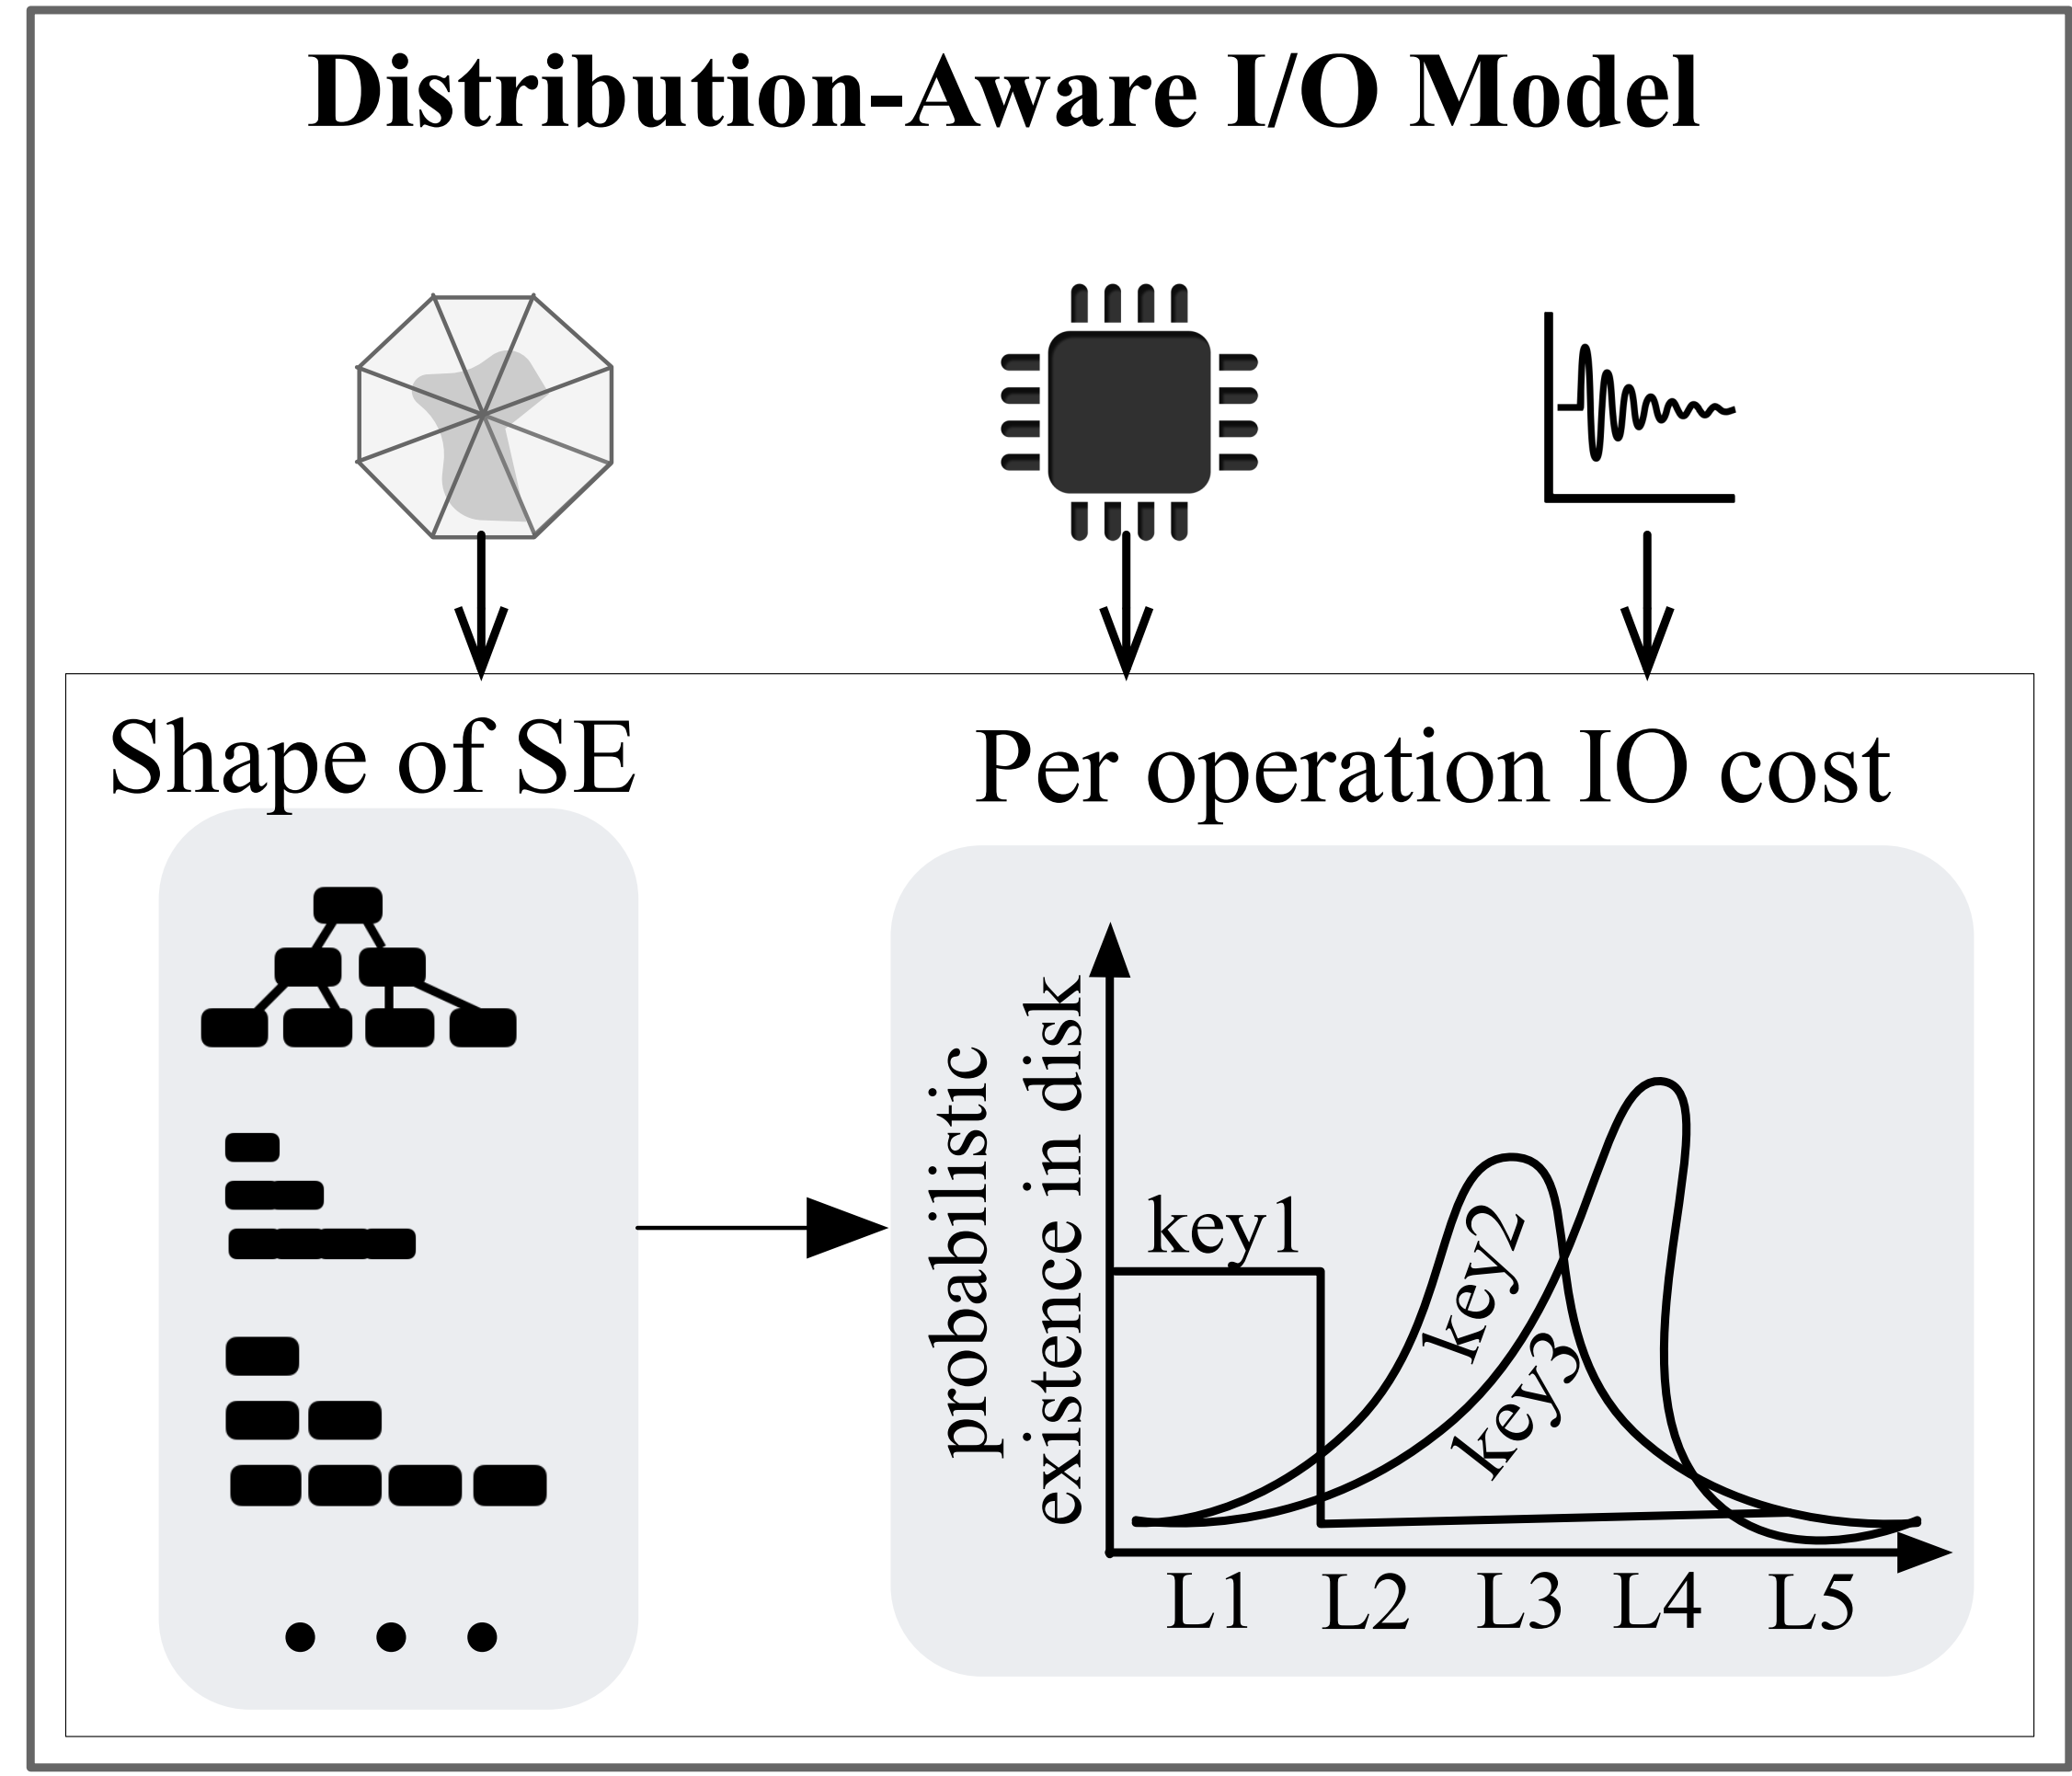 Distribution-Aware I/O Model
Shape of SE
Per operation IO cost
probabilistic
existence in disk
key1
key2
key3
L1 L2 L3 L4 L5